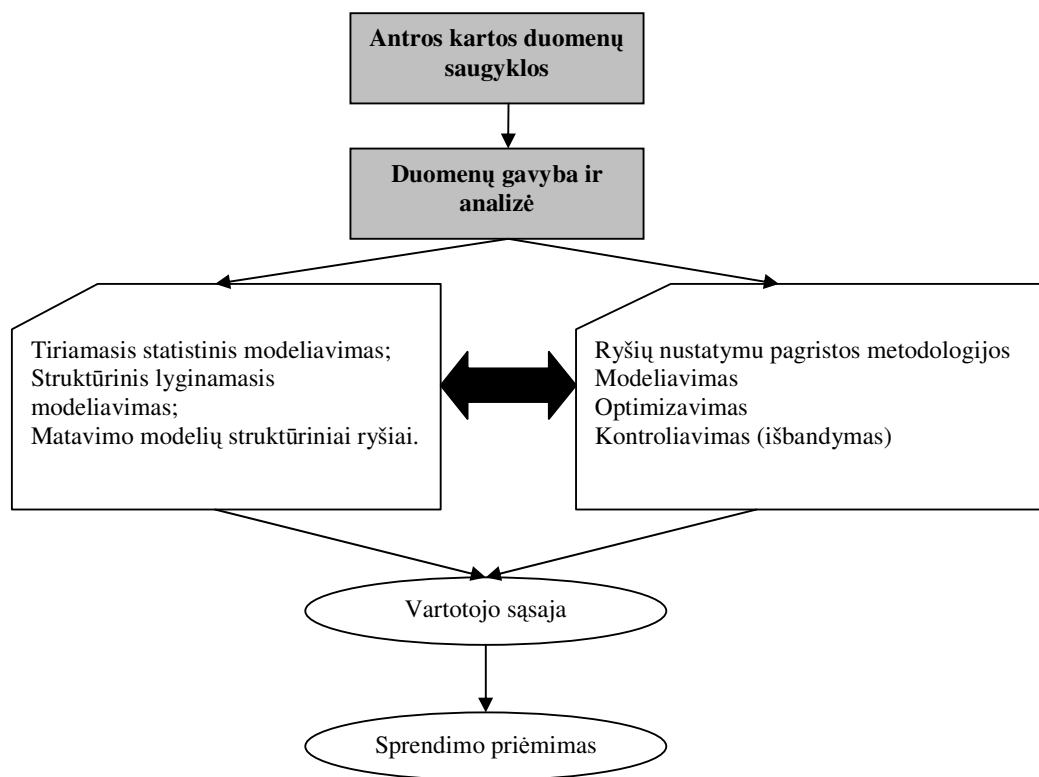 Antros kartos duomenų
saugyklos
Duomenų gavyba ir
analizė
Tiriamasis statistinis modeliavimas;
Struktūrinis lyginamasis
modeliavimas;
Matavimo modelių struktūriniai ryšiai.
Ryšių nustatymu pagristos metodologijos
Modeliavimas
Optimizavimas
Kontroliavimas (išbandymas)
Vartotojo sąsaja
Sprendimo priėmimas